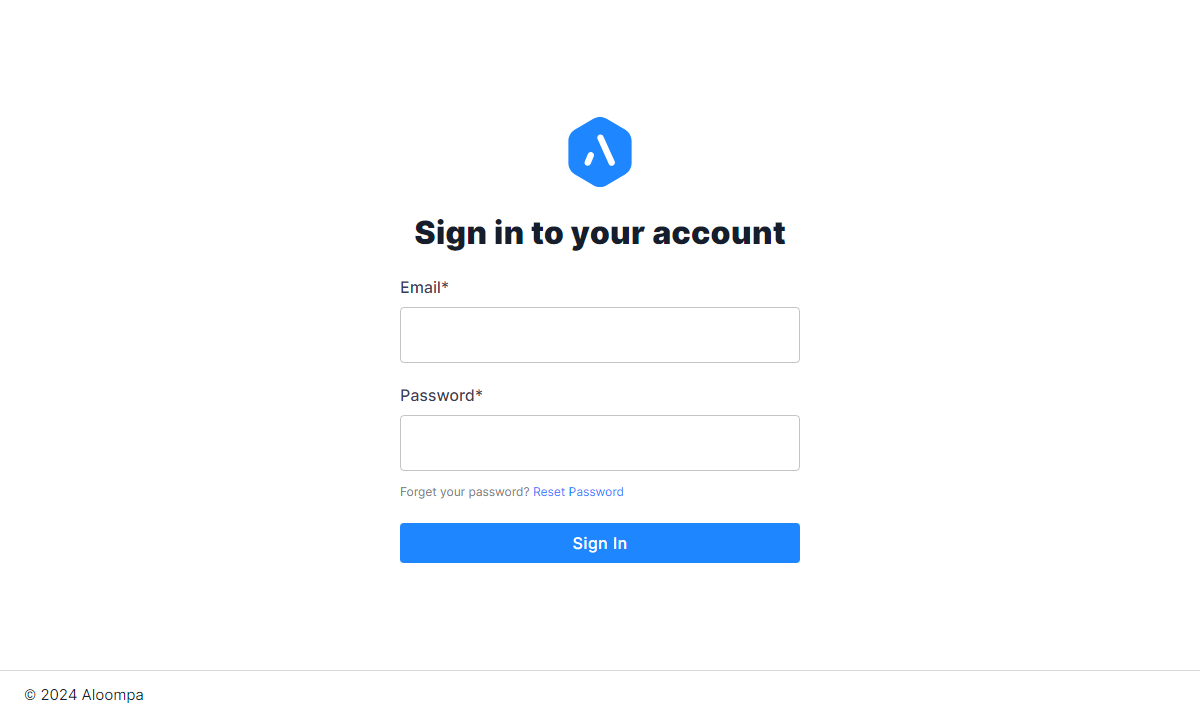 Sign in to your account
Email*
Password*
Forget your password? Reset Password
Sign In
© 2024 Aloompa